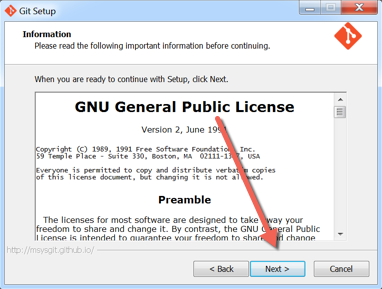 Git Setup
Information
Please read the following important information before continuing.
When you are ready to continue with Setup, click Next.
GNU General Public License
Version 2, June 1991
Copyright (C) 1989, 1991 Free Software Foundation, Inc.
59 Temple Place - Suite 330, Boston, MA 02111-1307, USA
Everyone is permitted to copy and distribute verbatim copies
of this license document, but changing it is not allowed.
Preamble
The licenses for most software are designed to take away your
freedom to share and change it. By contrast, the GNU General Public
License is intended to guarantee your freedom to share and change
http://msysgit.github.io/
< Back
Next >
Cancel